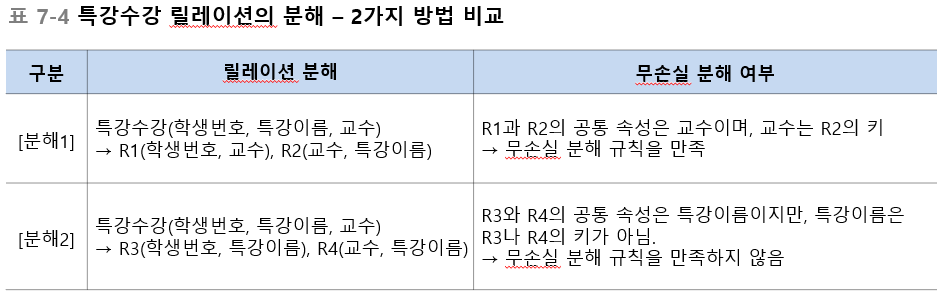 표 7-4 특강수강 릴레이션의 분해 – 2가지 방법 비교
구분
릴레이션 분해
무손실 분해 여부
[분해1]
특강수강(학생번호, 특강이름, 교수)
→ R1(학생번호, 교수), R2(교수, 특강이름)
R1과 R2의 공통 속성은 교수이며, 교수는 R2의 키
→ 무손실 분해 규칙을 만족
[분해2]
특강수강(학생번호, 특강이름, 교수)
→ R3(학생번호, 특강이름), R4(교수, 특강이름)
R3와 R4의 공통 속성은 특강이름이지만, 특강이름은
R3나 R4의 키가 아님.
→ 무손실 분해 규칙을 만족하지 않음